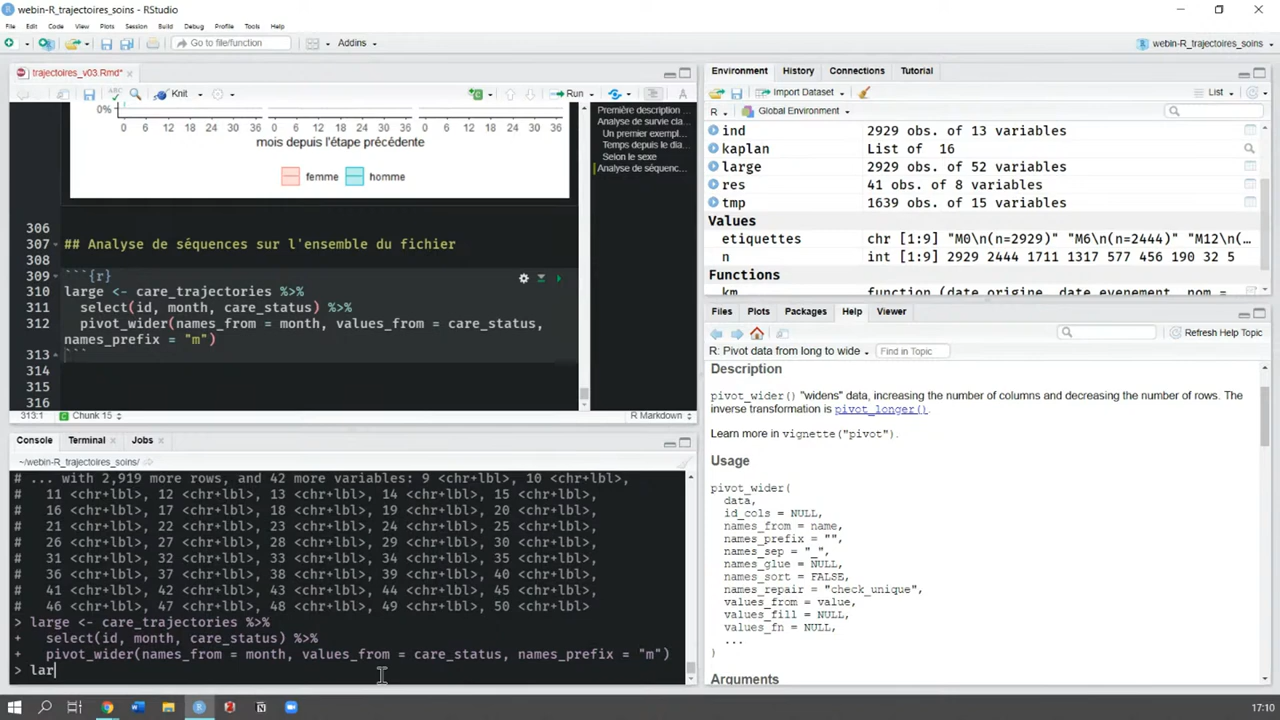 webin-R_trajectoires_soins - RStudio
File Edit Code View Plots Session Build Debug Profile Tools Help
Go to file/function Addins webin-R_trajectoires_soins
trajectoires_v03.Rmd*
Knit Run
0%
0 6 12 18 24 30 36 0 6 12 18 24 30 36 0 6 12 18 24 30 36
mois depuis l'étape précédente
femme homme
306
307 ## Analyse de séquences sur l'ensemble du fichier
308
309 ```{r}
310 large <- care_trajectories %>%
311 select(id, month, care_status) %>%
312 pivot_wider(names_from = month, values_from = care_status,
names_prefix = "m")
313 ```
314
315
316
313:1 Chunk 15 R Markdown
Première description
Analyse de survie cla...
Un premier exempl...
Temps depuis le dia...
Selon le sexe
Analyse de séquenc...
Console Terminal Jobs
~/webin-R_trajectoires_soins/
# ... with 2,919 more rows, and 42 more variables: 9 <chr+lbl>, 10 <chr+lbl>,
# 11 <chr+lbl>, 12 <chr+lbl>, 13 <chr+lbl>, 14 <chr+lbl>, 15 <chr+lbl>,
# 16 <chr+lbl>, 17 <chr+lbl>, 18 <chr+lbl>, 19 <chr+lbl>, 20 <chr+lbl>,
# 21 <chr+lbl>, 22 <chr+lbl>, 23 <chr+lbl>, 24 <chr+lbl>, 25 <chr+lbl>,
# 26 <chr+lbl>, 27 <chr+lbl>, 28 <chr+lbl>, 29 <chr+lbl>, 30 <chr+lbl>,
# 31 <chr+lbl>, 32 <chr+lbl>, 33 <chr+lbl>, 34 <chr+lbl>, 35 <chr+lbl>,
# 36 <chr+lbl>, 37 <chr+lbl>, 38 <chr+lbl>, 39 <chr+lbl>, 40 <chr+lbl>,
# 41 <chr+lbl>, 42 <chr+lbl>, 43 <chr+lbl>, 44 <chr+lbl>, 45 <chr+lbl>,
# 46 <chr+lbl>, 47 <chr+lbl>, 48 <chr+lbl>, 49 <chr+lbl>, 50 <chr+lbl>
> large <- care_trajectories %>%
+ select(id, month, care_status) %>%
+ pivot_wider(names_from = month, values_from = care_status, names_prefix = "m")
> lar
Environment History Connections Tutorial
Import Dataset List
R Global Environment
ind 2929 obs. of 13 variables
kaplan List of 16
large 2929 obs. of 52 variables
res 41 obs. of 8 variables
tmp 1639 obs. of 15 variables
Values
etiquettes chr [1:9] "M0\n(n=2929)" "M6\n(n=2444)" "M12\n(...
n int [1:9] 2929 2444 1711 1317 577 456 190 32 5
Functions
km function (date_origine, date_evenement, nom =
Files Plots Packages Help Viewer
Refresh Help Topic
R: Pivot data from long to wide Find in Topic
Description
pivot_wider() "widens" data, increasing the number of columns and decreasing the number of rows. The
inverse transformation is pivot_longer().
Learn more in vignette("pivot").
Usage
pivot_wider(
data,
id_cols = NULL,
names_from = name,
names_prefix = "",
names_sep = "_",
names_glue = NULL,
names_sort = FALSE,
names_repair = "check_unique",
values_from = value,
values_fill = NULL,
values_fn = NULL,
...
)
Arguments
17:10